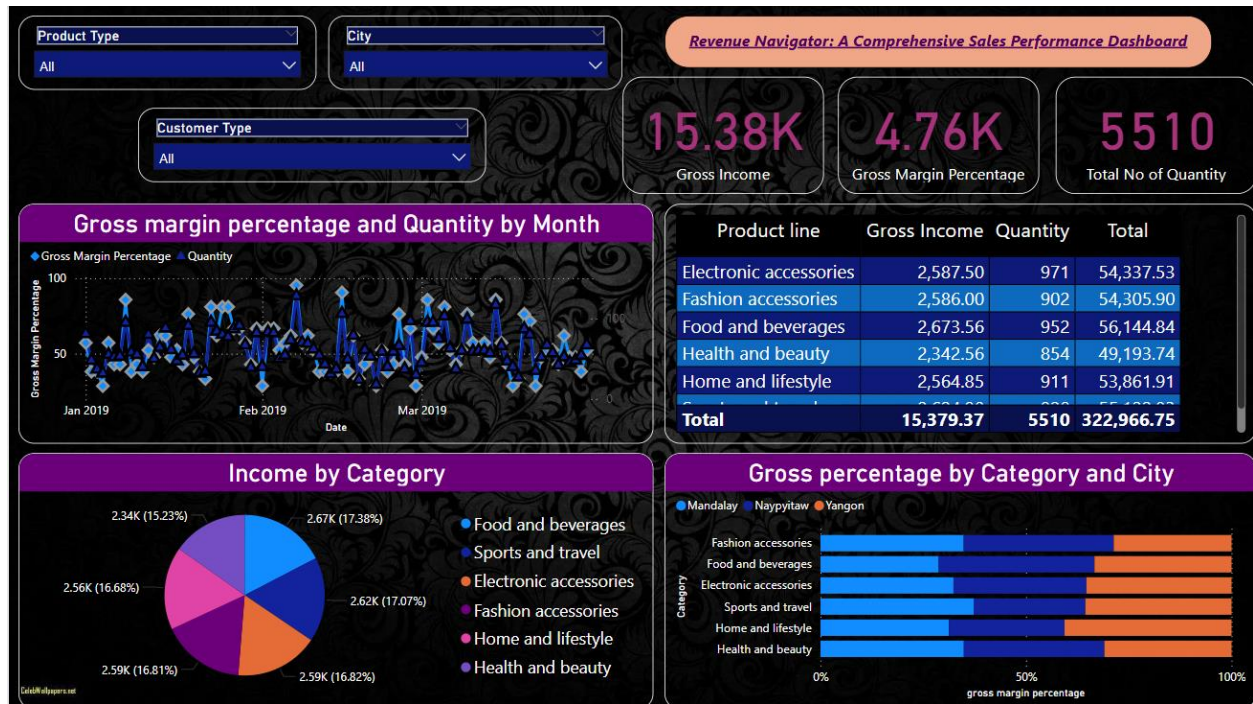 Product Type
All
City
All
Revenue Navigator: A Comprehensive Sales Performance Dashboard
Customer Type
All
15.38K
Gross Income
4.76K
Gross Margin Percentage
5510
Total No of Quantity
Gross margin percentage and Quantity by Month
Gross Margin Percentage Quantity
Gross Margin Percentage
100
50
100
0
Jan 2019 Feb 2019 Mar 2019
Date
Product line Gross Income Quantity Total
Electronic accessories 2,587.50 971 54,337.53
Fashion accessories 2,586.00 902 54,305.90
Food and beverages 2,673.56 952 56,144.84
Health and beauty 2,342.56 854 49,193.74
Home and lifestyle 2,564.85 911 53,861.91
Total 15,379.37 5510 322,966.75
Income by Category
2.34K (15.23%)
2.67K (17.38%)
2.56K (16.68%)
2.62K (17.07%)
2.59K (16.81%)
2.59K (16.82%)
Food and beverages
Sports and travel
Electronic accessories
Fashion accessories
Home and lifestyle
Health and beauty
CelebWallpapers.net
Gross percentage by Category and City
Mandalay Naypyitaw Yangon
Category
Fashion accessories
Food and beverages
Electronic accessories
Sports and travel
Home and lifestyle
Health and beauty
0% 50% 100%
gross margin percentage